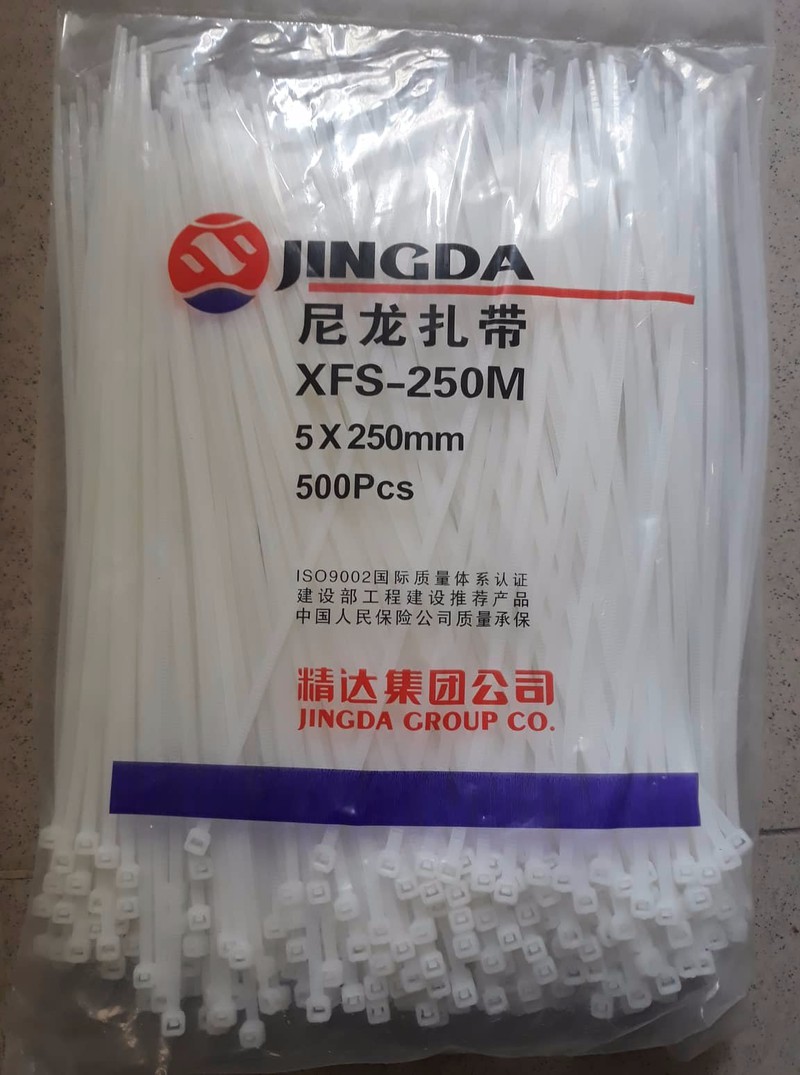 JINGDA
尼龙扎带
XFS-250M
5X250mm
500Pcs
ISO9002国际质量体系认证
建设部工程建设推荐产品
中国人民保险公司质量承保
精达集团公司
JINGDA GROUP CO.